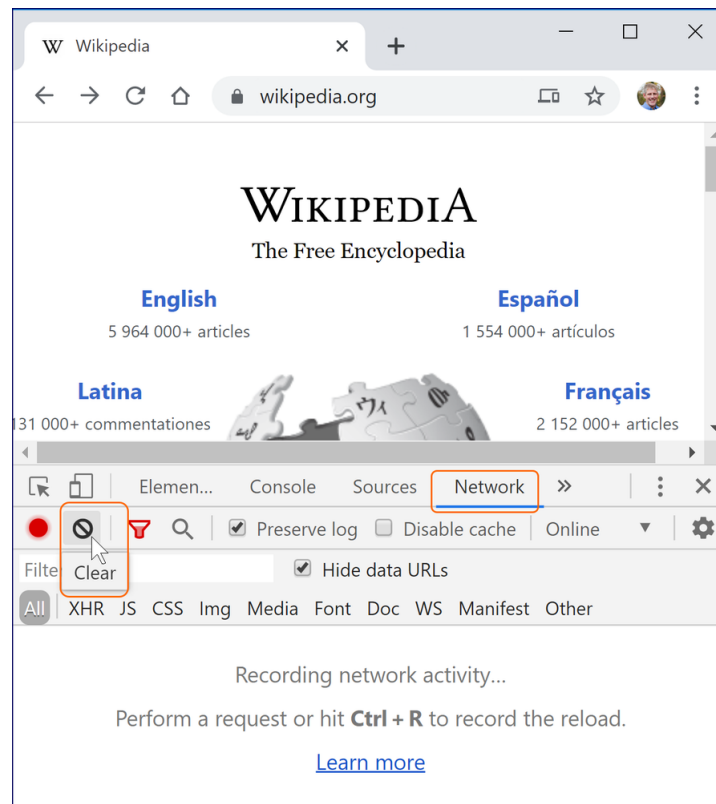 W Wikipedia
wikipedia.org
WIKIPEDIA
The Free Encyclopedia
English Español
5 964 000+ articles 1 554 000+ artículos
Latina Français
131 000+ commentationes 2 152 000+ articles
Elemen... Console Sources Network
Preserve log Disable cache Online
Clear Hide data URLs
All XHR JS CSS Img Media Font Doc WS Manifest Other
Recording network activity...
Perform a request or hit Ctrl + R to record the reload.
Learn more